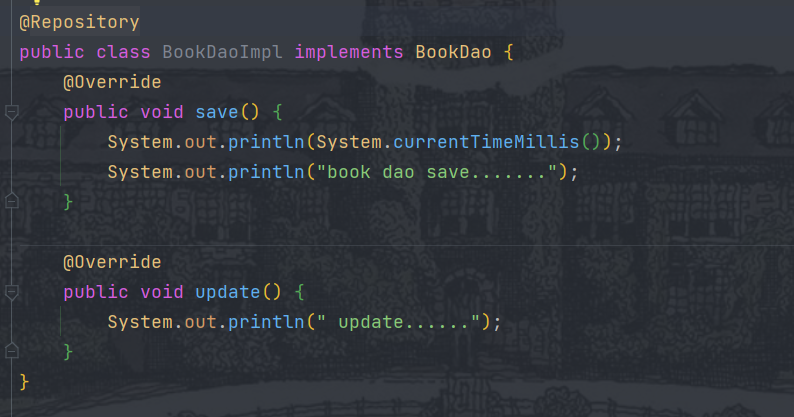 @Repository
public class BookDaoImpl implements BookDao {
    @Override
    public void save() {
        System.out.println(System.currentTimeMillis());
        System.out.println("book dao save.......");
    }

    @Override
    public void update() {
        System.out.println(" update......");
    }
}